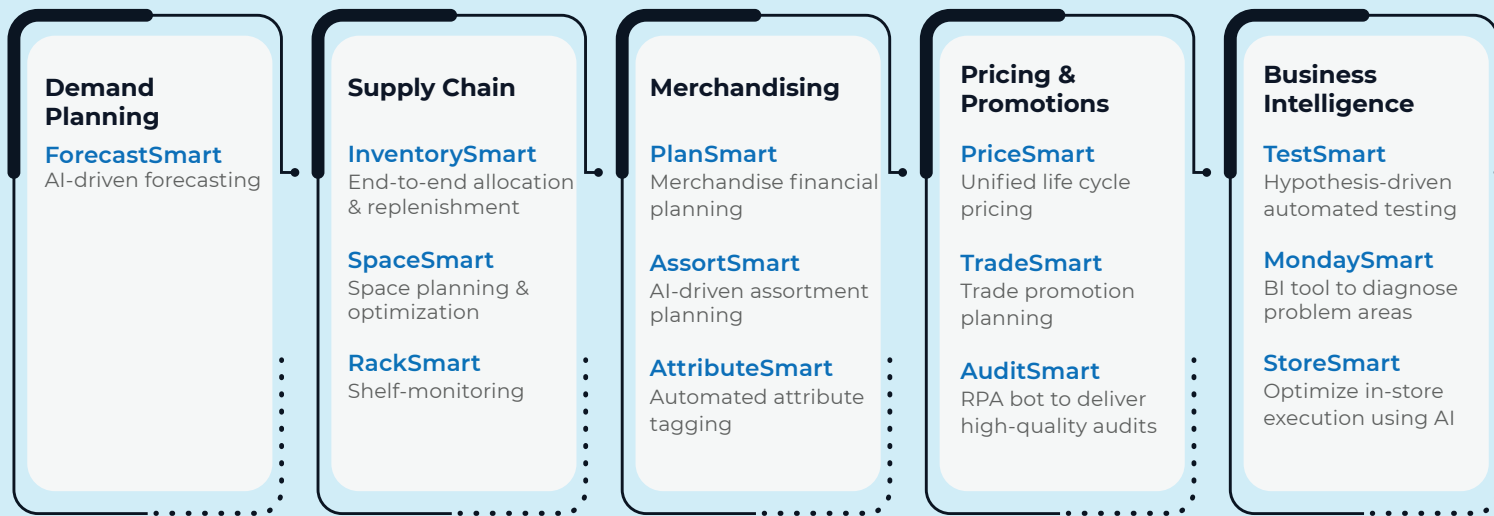 Demand
Planning
ForecastSmart
AI-driven forecasting
Supply Chain
InventorySmart
End-to-end allocation
& replenishment
SpaceSmart
Space planning &
optimization
RackSmart
Shelf-monitoring
Merchandising
PlanSmart
Merchandise financial
planning
AssortSmart
AI-driven assortment
planning
AttributeSmart
Automated attribute
tagging
Pricing &
Promotions
PriceSmart
Unified life cycle
pricing
TradeSmart
Trade promotion
planning
AuditSmart
RPA bot to deliver
high-quality audits
Business
Intelligence
TestSmart
Hypothesis-driven
automated testing
MondaySmart
BI tool to diagnose
problem areas
StoreSmart
Optimize in-store
execution using AI